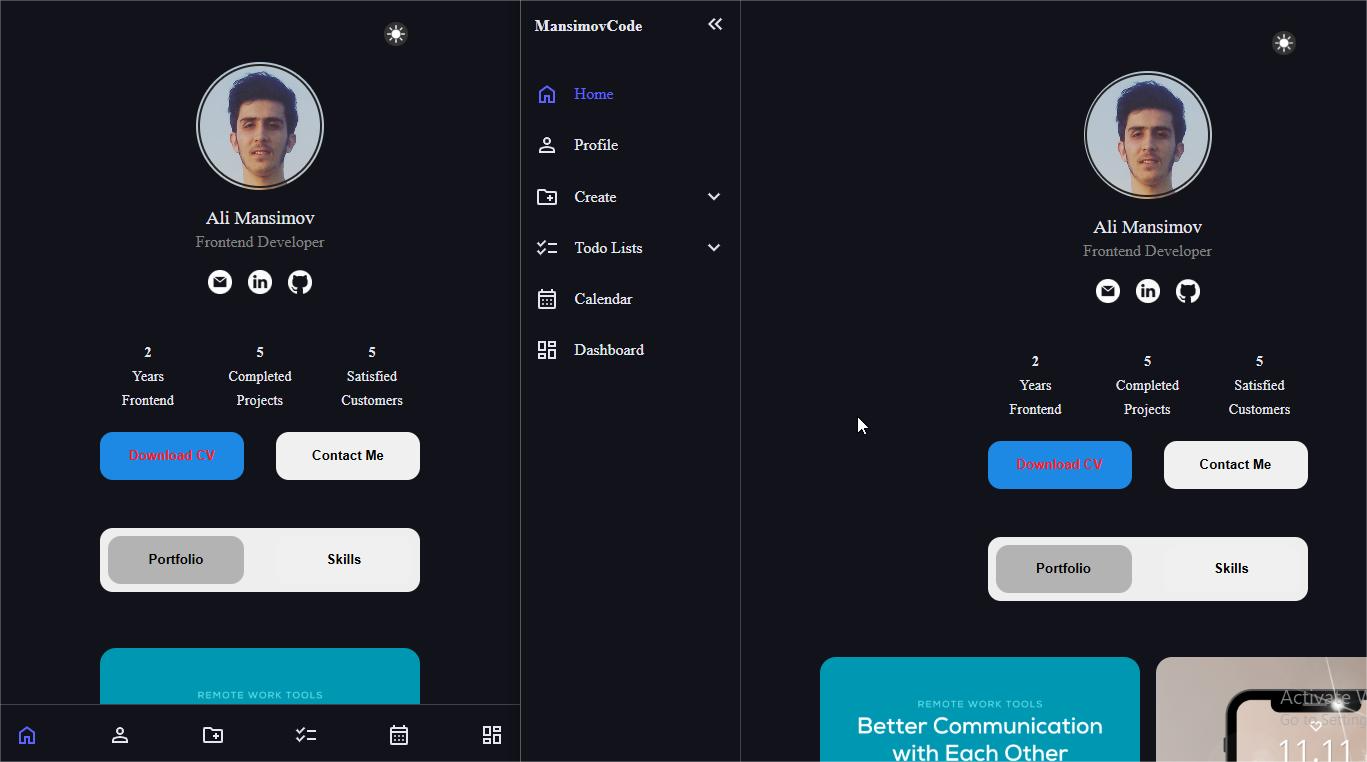 Ali Mansimov
Frontend Developer
2
Years
Frontend
5
Completed
Projects
5
Satisfied
Customers
Download CV
Contact Me
Portfolio
Skills
REMOTE WORK TOOLS
MansimovCode
Home
Profile
Create
Todo Lists
Calendar
Dashboard
Ali Mansimov
Frontend Developer
2
Years
Frontend
5
Completed
Projects
5
Satisfied
Customers
Download CV
Contact Me
Portfolio
Skills
REMOTE WORK TOOLS
Better Communication
with Each Other
Activate W
Go to Setting
11.11